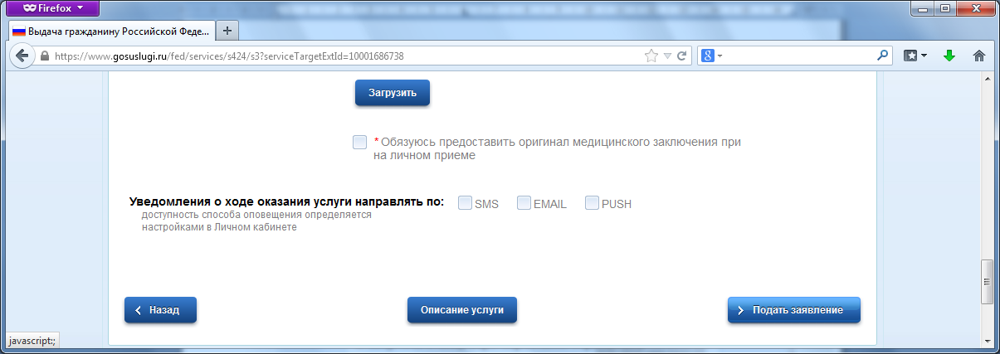 Firefox
Выдача гражданину Российской Феде...
https://www.gosuslugi.ru/fed/services/s424/s3?serviceTargetExtId=10001686738
Загрузить
* Обязуюсь предоставить оригинал медицинского заключения при
на личном приеме
Уведомления о ходе оказания услуги направлять по: SMS EMAIL PUSH
доступность способа оповещения определяется
настройками в Личном кабинете
Назад Описание услуги Подать заявление
javascript:;